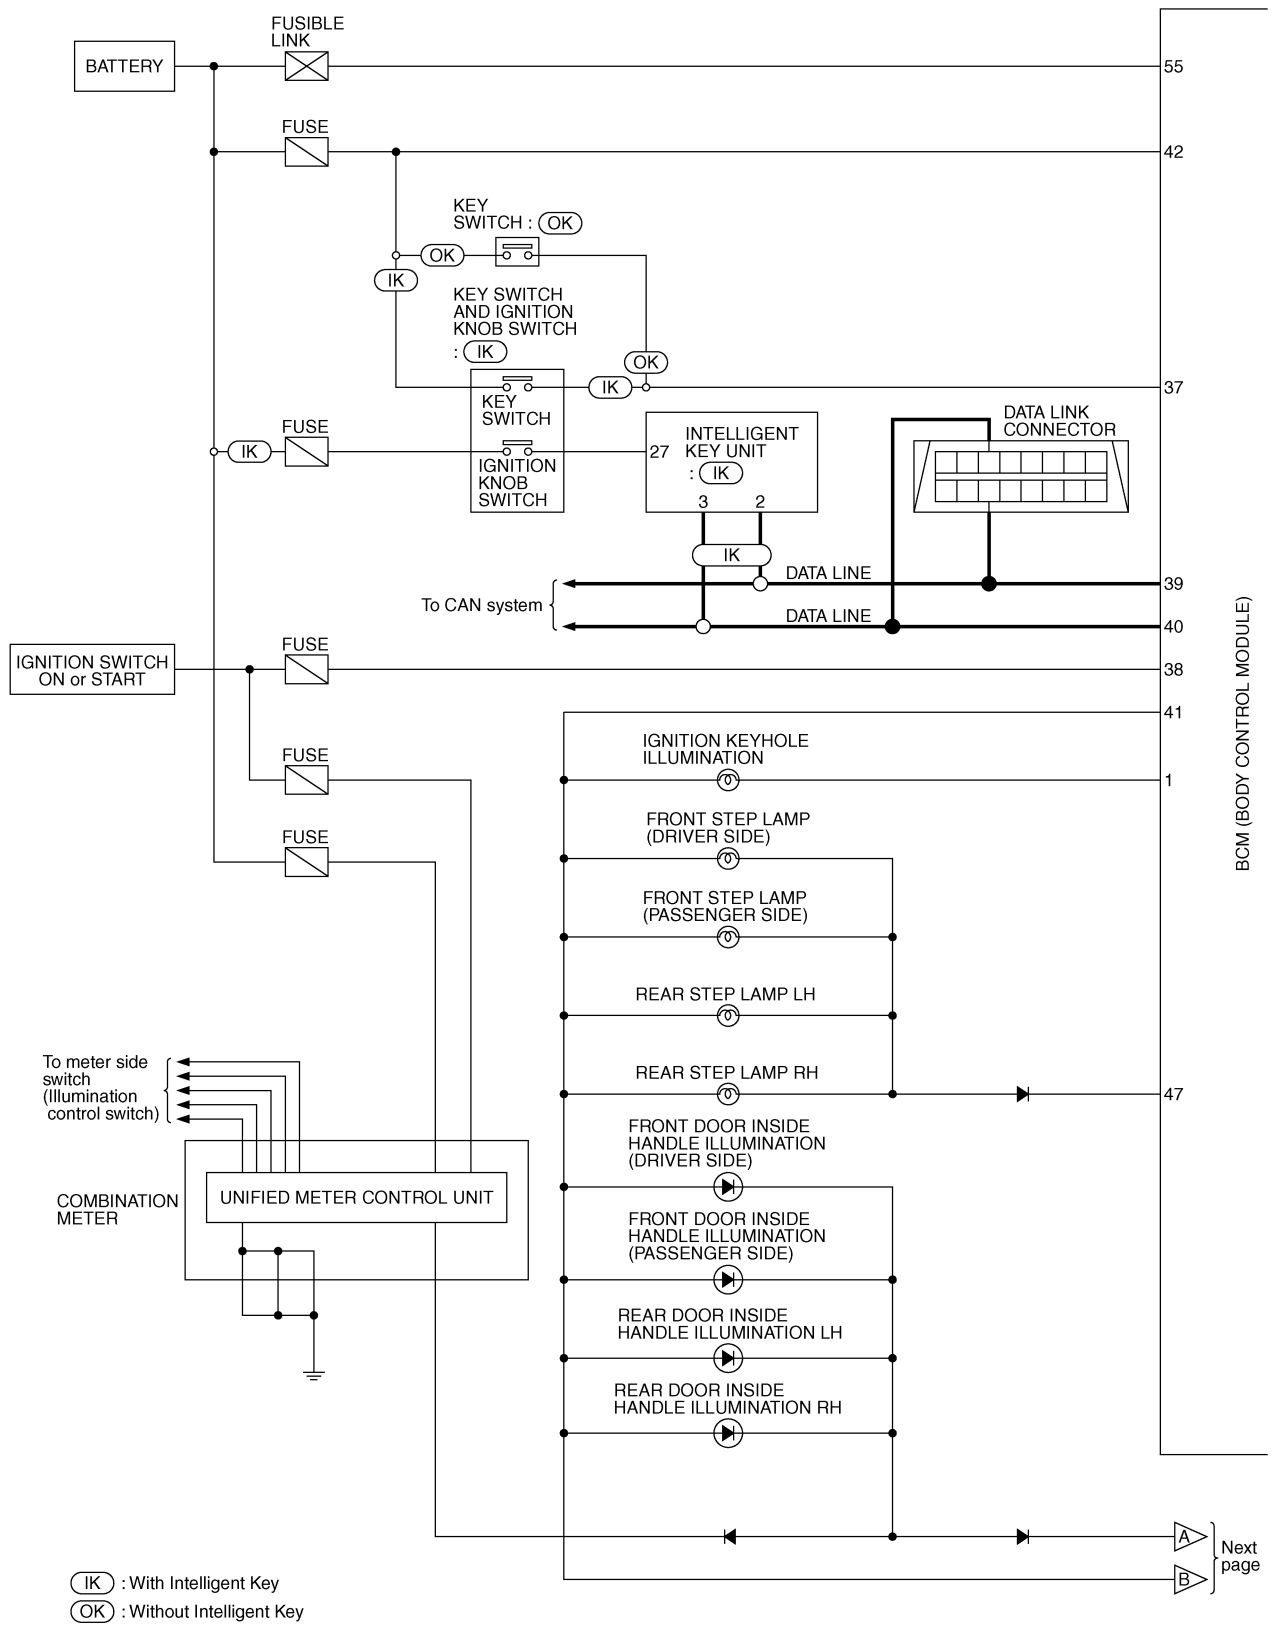 FUSIBLE
LINK
BATTERY
55
FUSE
42
KEY
SWITCH : OK
OK
IK
KEY SWITCH
AND IGNITION
KNOB SWITCH
: IK
OK
IK
37
KEY
SWITCH
DATA LINK
CONNECTOR
FUSE
IK
INTELLIGENT
KEY UNIT
: IK
27
IGNITION
KNOB
SWITCH
3 2
IK
DATA LINE
39
To CAN system
DATA LINE
40
BCM (BODY CONTROL MODULE)
FUSE
IGNITION SWITCH
ON or START
38
41
IGNITION KEYHOLE
ILLUMINATION
FUSE
1
FRONT STEP LAMP
(DRIVER SIDE)
FUSE
FRONT STEP LAMP
(PASSENGER SIDE)
REAR STEP LAMP LH
To meter side
switch
(Illumination
control switch)
REAR STEP LAMP RH
47
FRONT DOOR INSIDE
HANDLE ILLUMINATION
(DRIVER SIDE)
COMBINATION
METER
UNIFIED METER CONTROL UNIT
FRONT DOOR INSIDE
HANDLE ILLUMINATION
(PASSENGER SIDE)
REAR DOOR INSIDE
HANDLE ILLUMINATION LH
REAR DOOR INSIDE
HANDLE ILLUMINATION RH
A
B
Next
page
IK : With Intelligent Key
OK : Without Intelligent Key